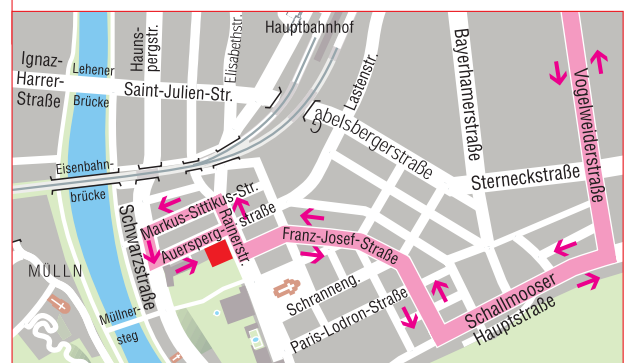 Hauptbahnhof
Ignaz-
Harrer-
Straße
Lehener
Brücke
Hauns-
pergstr.
Elisabethstr.
Saint-Julien-Str.
Lastenstr.
Bayerhamerstraße
Vogelweiderstraße
Gabelsbergerstraße
Sterneckstraße
Eisenbahn-
brücke
Schwarzstraße
Markus-Sittikus-Str.
Auersperg-
straße
Rainerstr.
Franz-Josef-Straße
MÜLLN
Müllner-
steg
Schranneng.
Paris-Lodron-Straße
Schallmooser
Hauptstraße